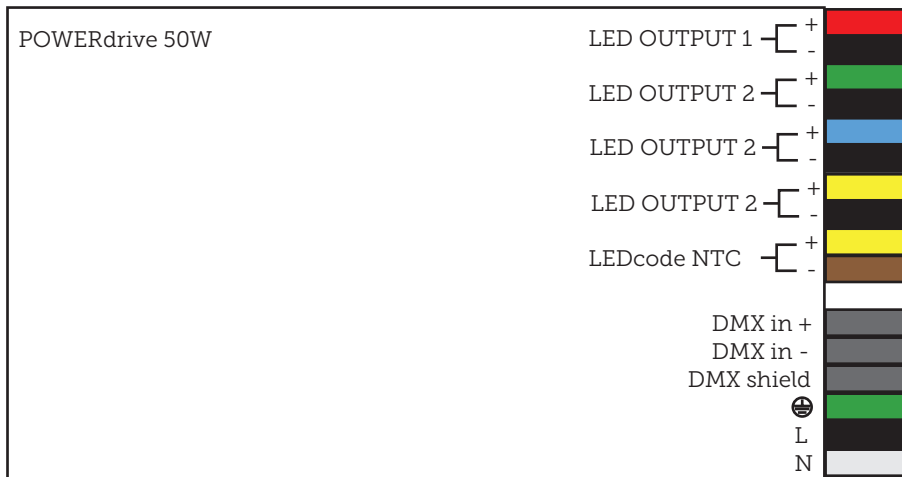 POWERdrive 50W
LED OUTPUT 1 + -
LED OUTPUT 2 + -
LED OUTPUT 2 + -
LED OUTPUT 2 + -
LEDcode NTC + -
DMX in +
DMX in -
DMX shield
L
N